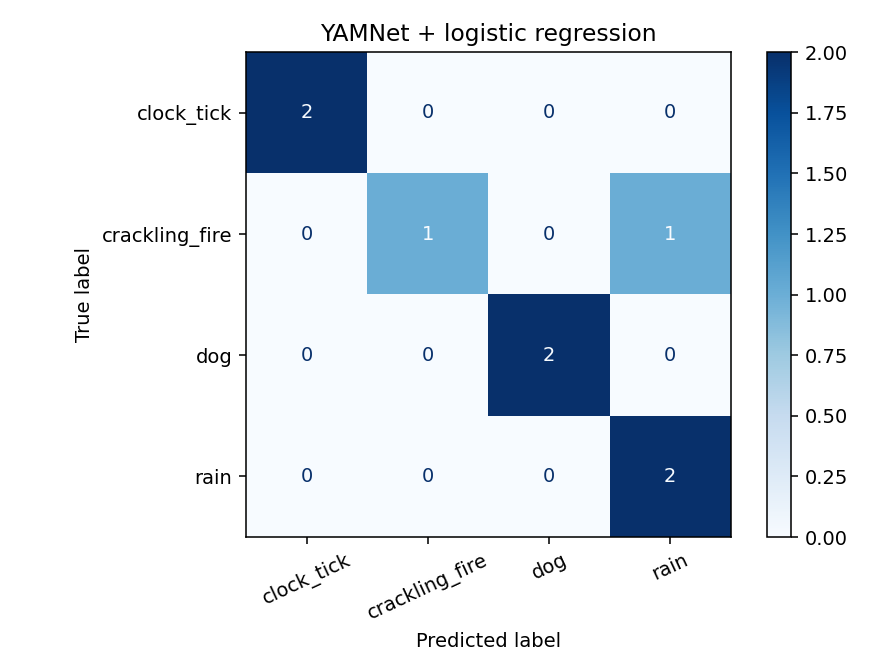 YAMNet + logistic regression
True label
clock_tick
2 0 0 0
crackling_fire
0 1 0 1
dog
0 0 2 0
rain
0 0 0 2
clock_tick crackling_fire dog rain
Predicted label
2.00
1.75
1.50
1.25
1.00
0.75
0.50
0.25
0.00